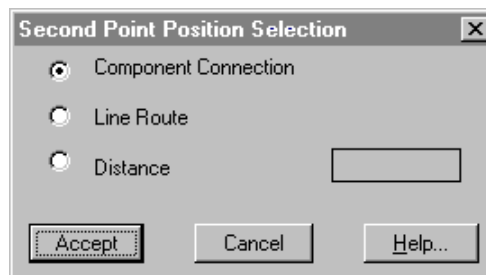 Second Point Position Selection
Component Connection
Line Route
Distance
Accept Cancel Help...